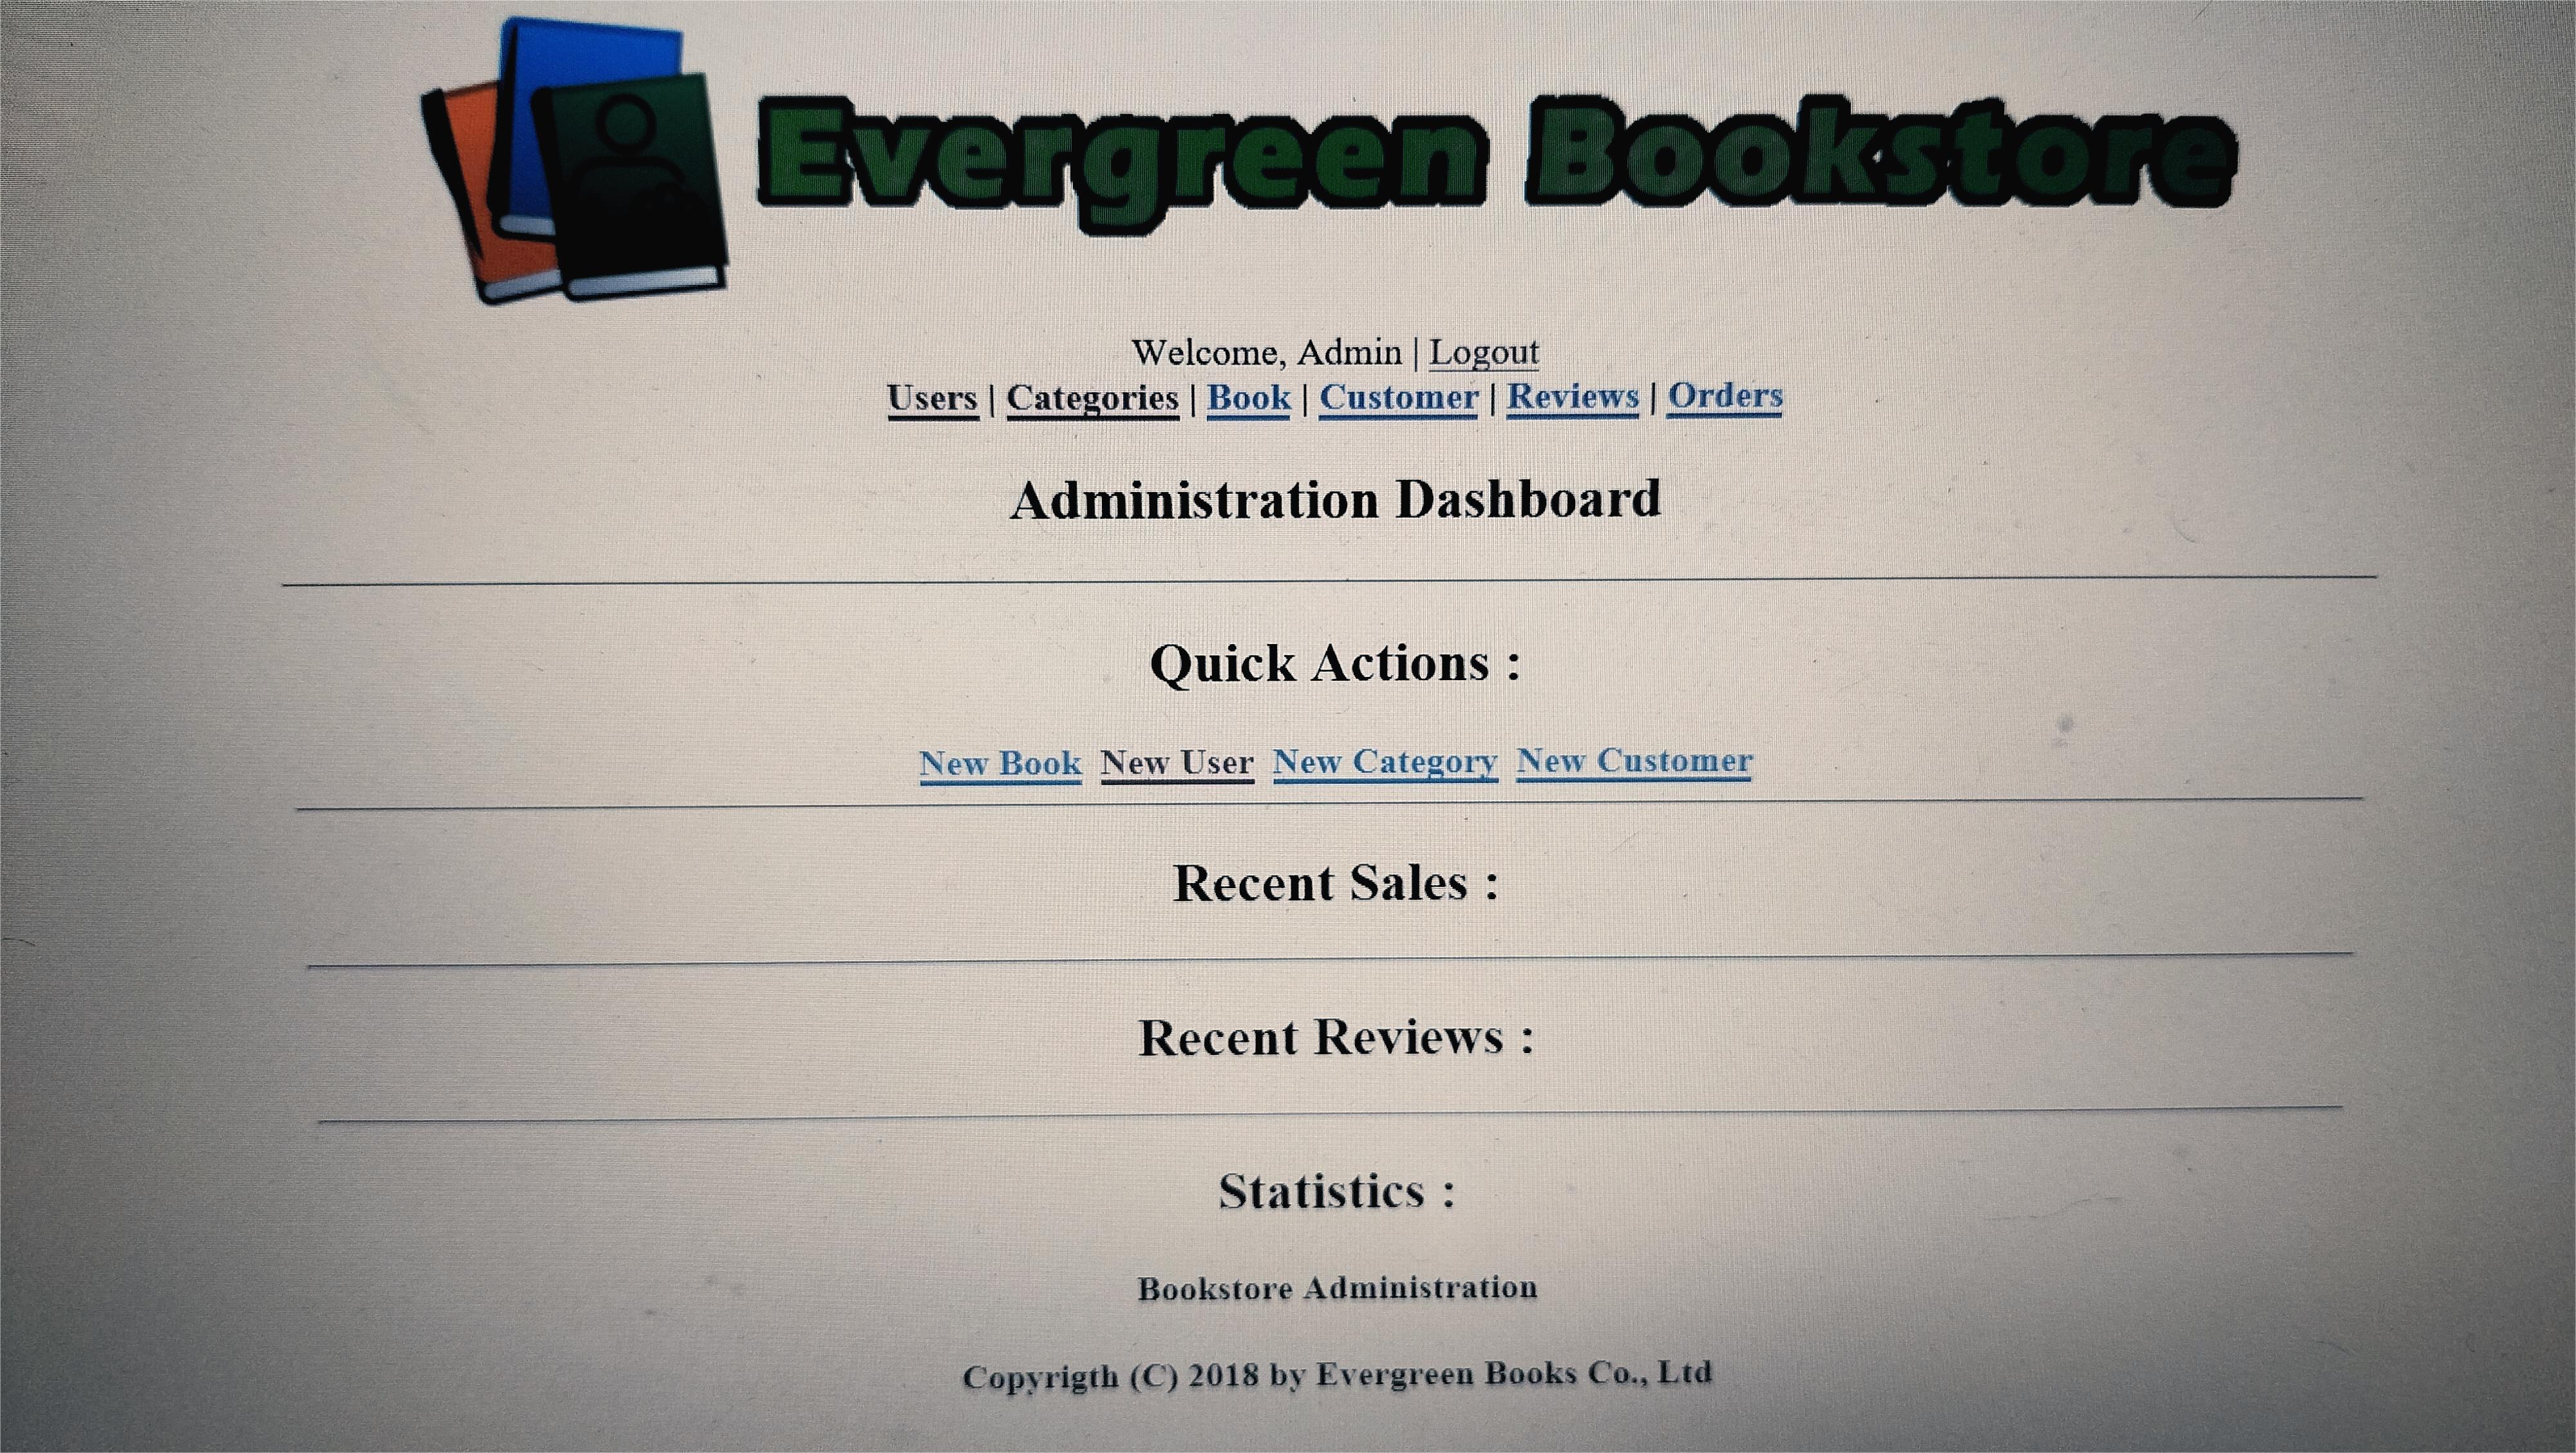 Evergreen Bookstore
Welcome, Admin | Logout
Users | Categories | Book | Customer | Reviews | Orders
Administration Dashboard
Quick Actions :
New Book New User New Category New Customer
Recent Sales :
Recent Reviews :
Statistics :
Bookstore Administration
Copyrigth (C) 2018 by Evergreen Books Co., Ltd